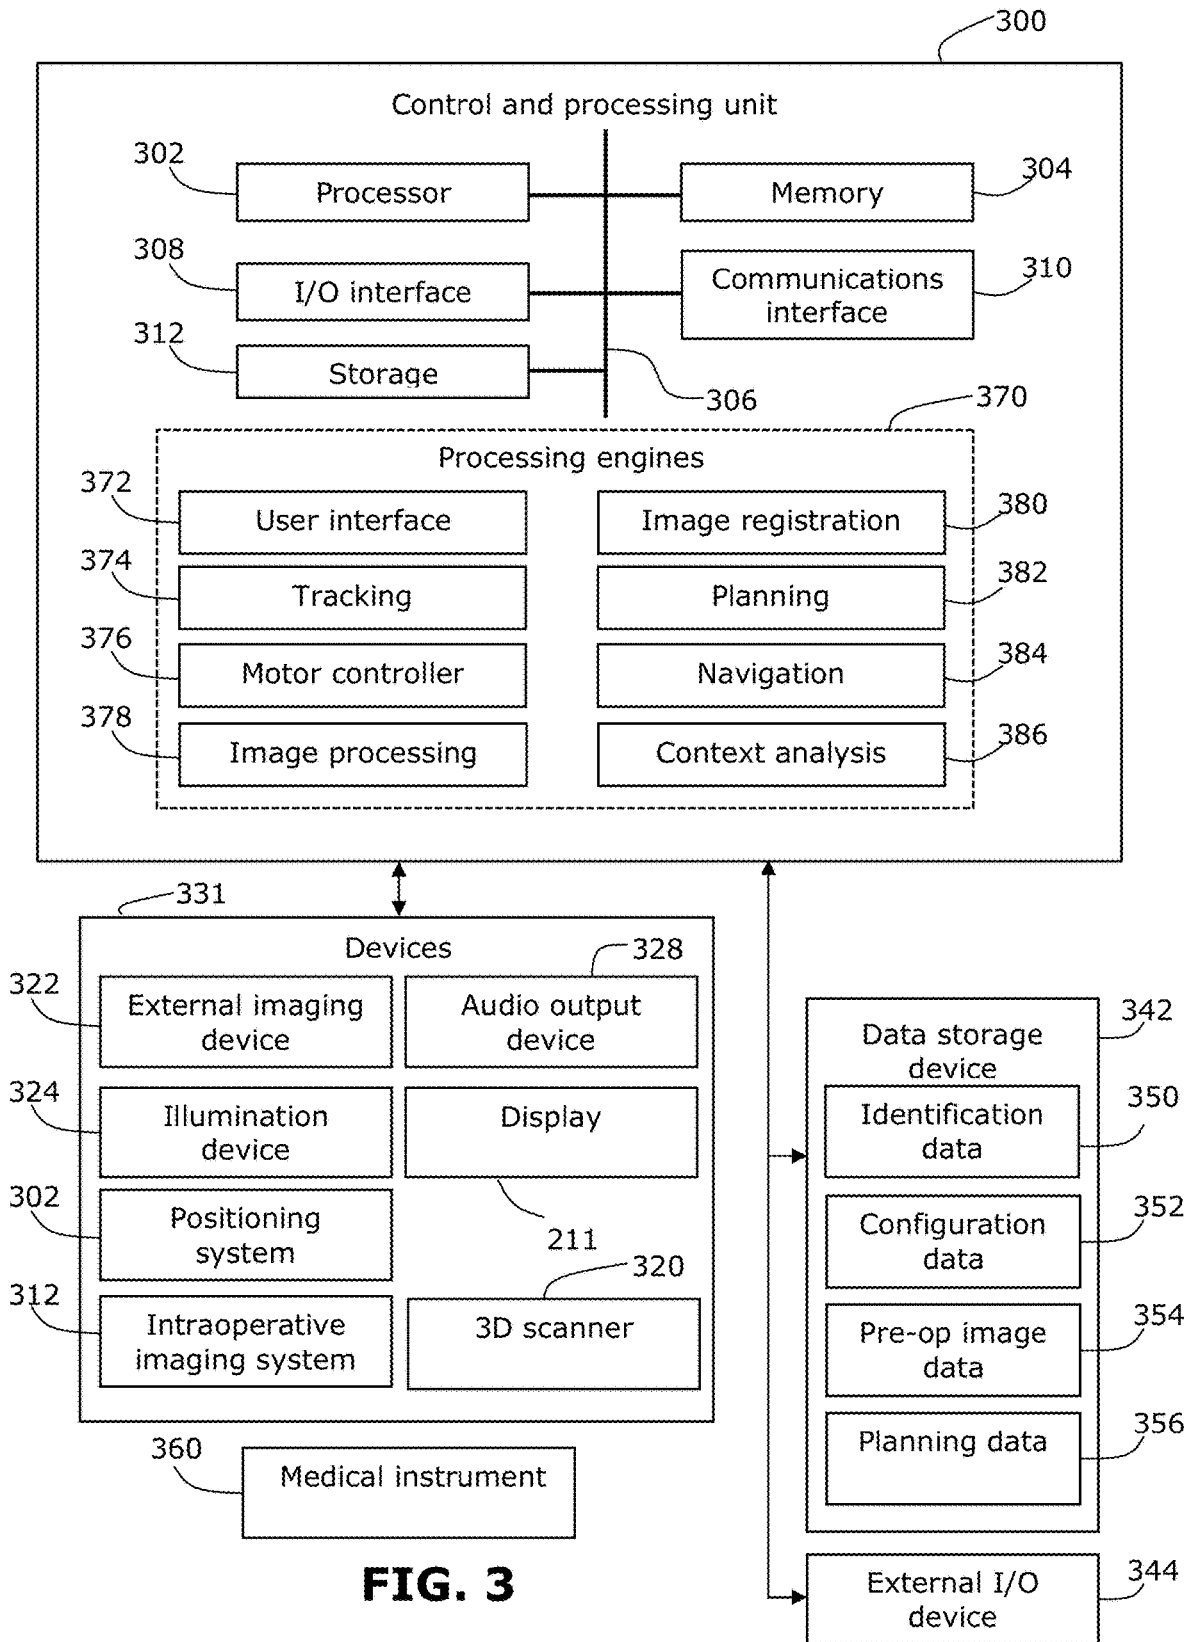 300
Control and processing unit
302
Processor
Memory
304
308
I/O interface
Communications
interface
310
312
Storage
306
370
Processing engines
372
User interface
Image registration
380
374
Tracking
Planning
382
376
Motor controller
Navigation
384
378
Image processing
Context analysis
386
331
Devices
328
322
External imaging
device
Audio output
device
324
Illumination
device
Display
211
302
Positioning
system
320
312
Intraoperative
imaging system
3D scanner
360
Medical instrument
342
Data storage
device
350
Identification
data
352
Configuration
data
354
Pre-op image
data
356
Planning data
344
External I/O
device
FIG. 3